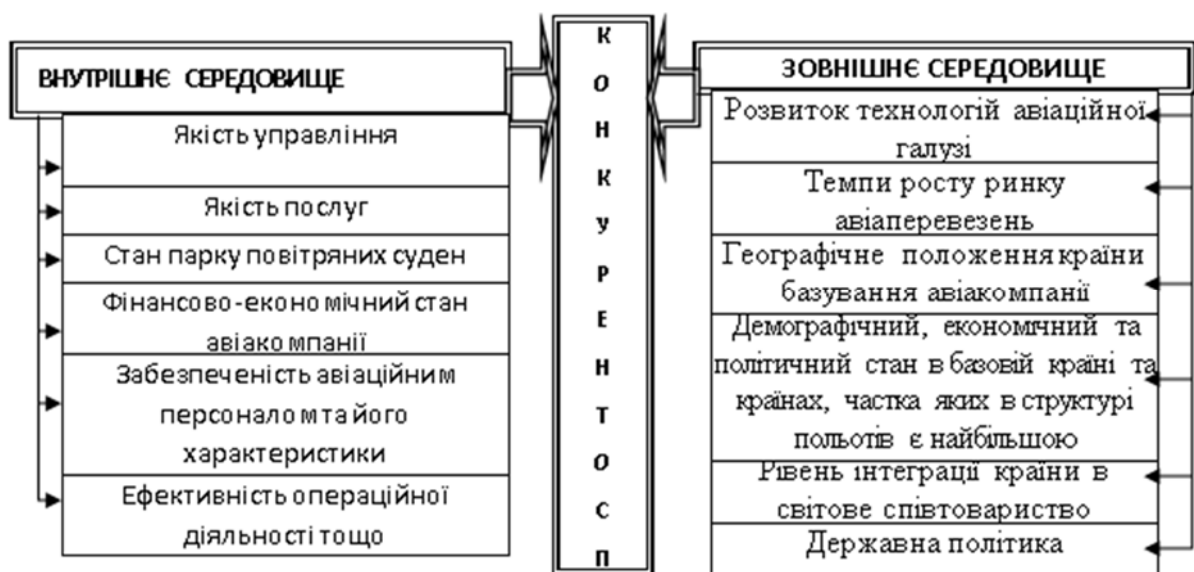 ВНУТРІШНЄ СЕРЕДОВИЩЕ
Якість управління
Якість послуг
Стан парку повітряних суден
Фінансово-економічний стан
авіакомпанії
Забезпеченість авіаційним
персоналом та його
характеристики
Ефективність операційної
діяльності тощо
К
О
Н
К
У
Р
Е
Н
Т
О
С
П
ЗОВНІШНЄ СЕРЕДОВИЩЕ
Розвиток технологій авіаційної
галузі
Темпи росту ринку
авіаперевезень
Географічне положення країни
базування авіакомпанії
Демографічний, економічний та
політичний стан в базовій країні та
країнах, частка яких в структурі
польотів є найбільшою
Рівень інтеграції країни в
світове співтовариство
Державна політика